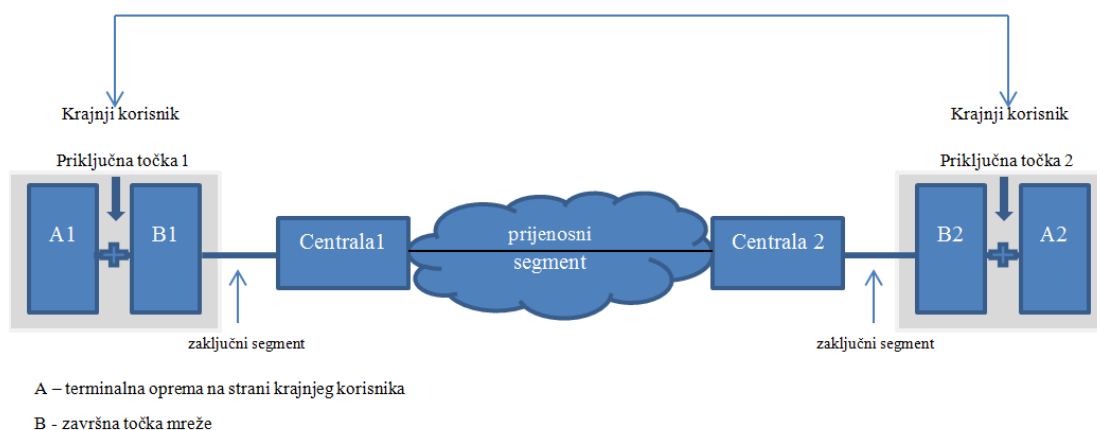 Krajnji korisnik
Krajnji korisnik
Priključna točka 1
Priključna točka 2
A1
B1
Centrala1
prijenosni
segment
Centrala 2
B2
A2
zaključni segment
zaključni segment
A – terminalna oprema na strani krajnjeg korisnika
B - završna točka mreže